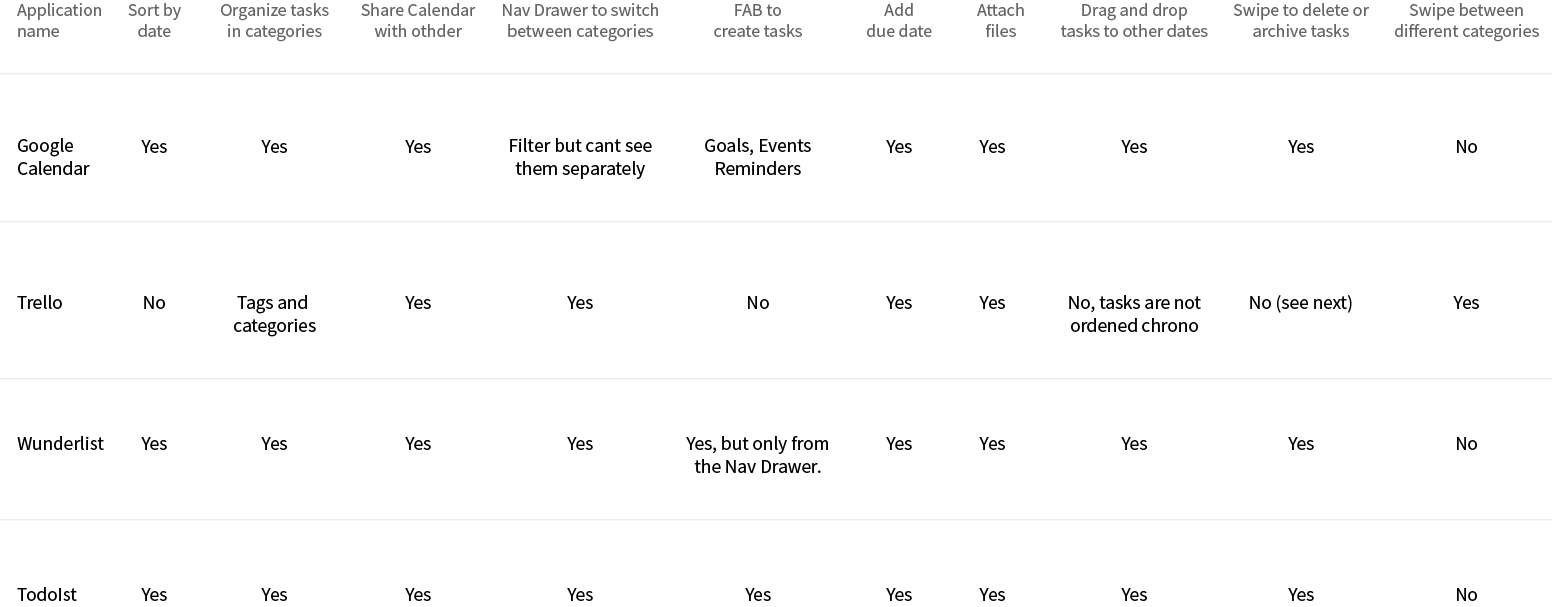 Application name
Sort by date
Organize tasks in categories
Share Calendar with othder
Nav Drawer to switch between categories
FAB to create tasks
Add due date
Attach files
Drag and drop tasks to other dates
Swipe to delete or archive tasks
Swipe between different categories
Google Calendar
Yes
Yes
Yes
Filter but cant see them separately
Goals, Events Reminders
Yes
Yes
Yes
Yes
No
Trello
No
Tags and categories
Yes
Yes
No
Yes
Yes
No, tasks are not ordened chrono
No (see next)
Yes
Wunderlist
Yes
Yes
Yes
Yes
Yes, but only from the Nav Drawer.
Yes
Yes
Yes
Yes
No
TodoIst
Yes
Yes
Yes
Yes
Yes
Yes
Yes
Yes
Yes
No